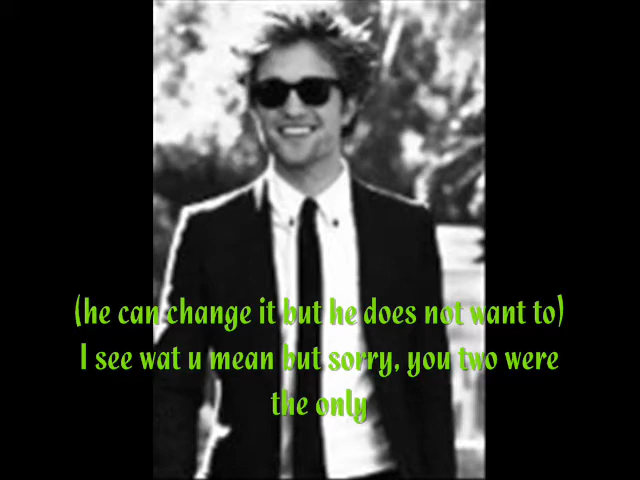 (he can change it but he does not want to)
I see wat u mean but sorry, you two were
the only